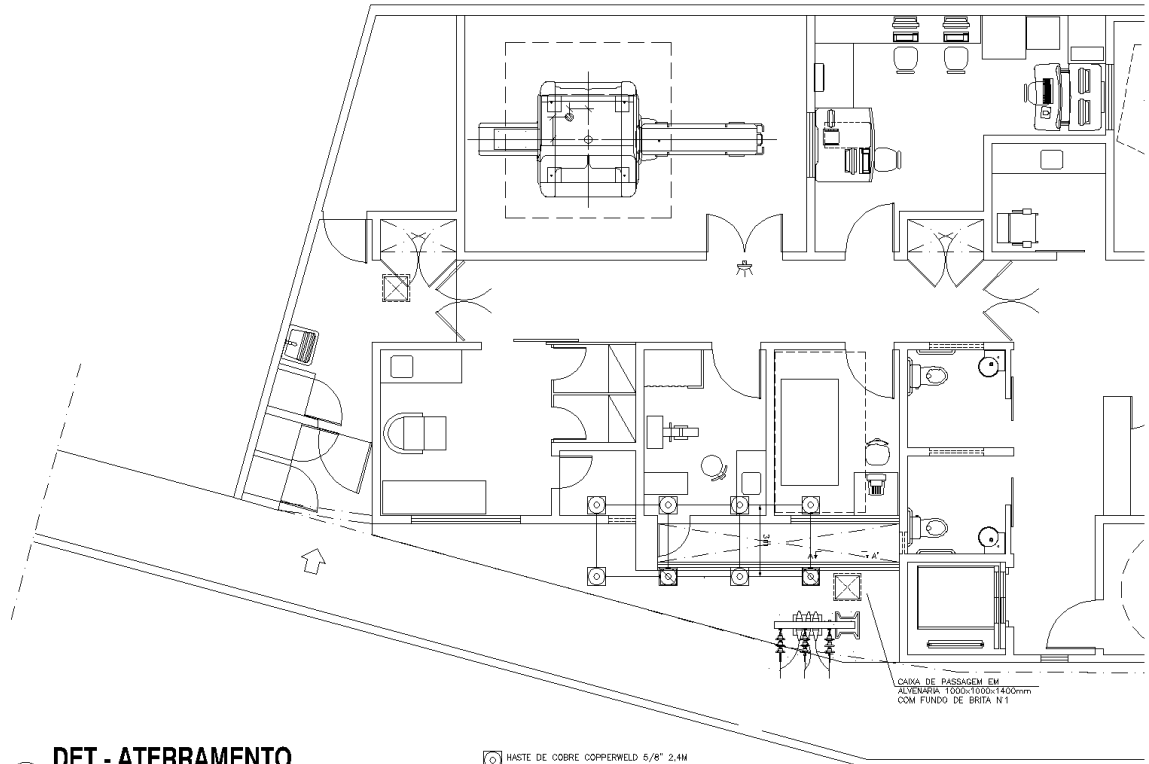 3m
A'
A'
CAIXA DE PASSAGEM EM
ALVENARIA 1000x1000x1400mm
COM FUNDO DE BRITA N°1
DET - ATERRAMENTO
HASTE DE COBRE COPPERWELD 5/8" 2,4M